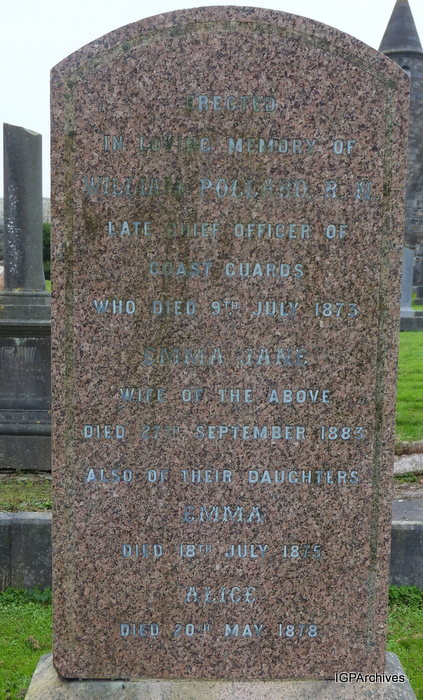 ERECTED
IN LOVING MEMORY OF
WILLIAM POLLARD R.N.
LATE CHIEF OFFICER OF
COAST GUARDS
WHO DIED 9TH JULY 1873
EMMA JANE
WIFE OF THE ABOVE
DIED 27TH SEPTEMBER 1883
ALSO OF THEIR DAUGHTERS
EMMA
DIED 18TH JULY 1875
ALICE
DIED 20TH MAY 1878.
IGPArchives